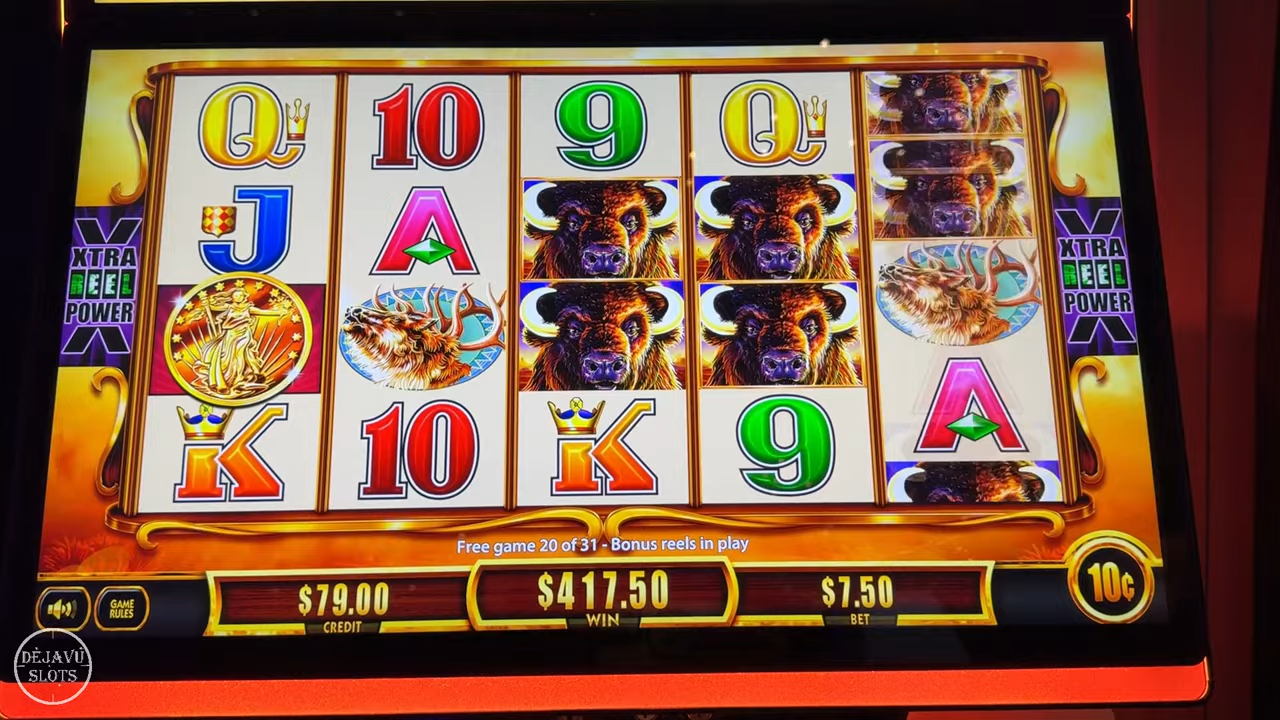 Q 10 9 Q
J A
K 10 K 9 A
XTRA
REEL
POWER
XTRA
REEL
POWER
Free game 20 of 31 - Bonus reels in play
$79.00
CREDIT
$417.50
WIN
$7.50
BET
10¢
GAME
RULES
DEJAVU
SLOTS